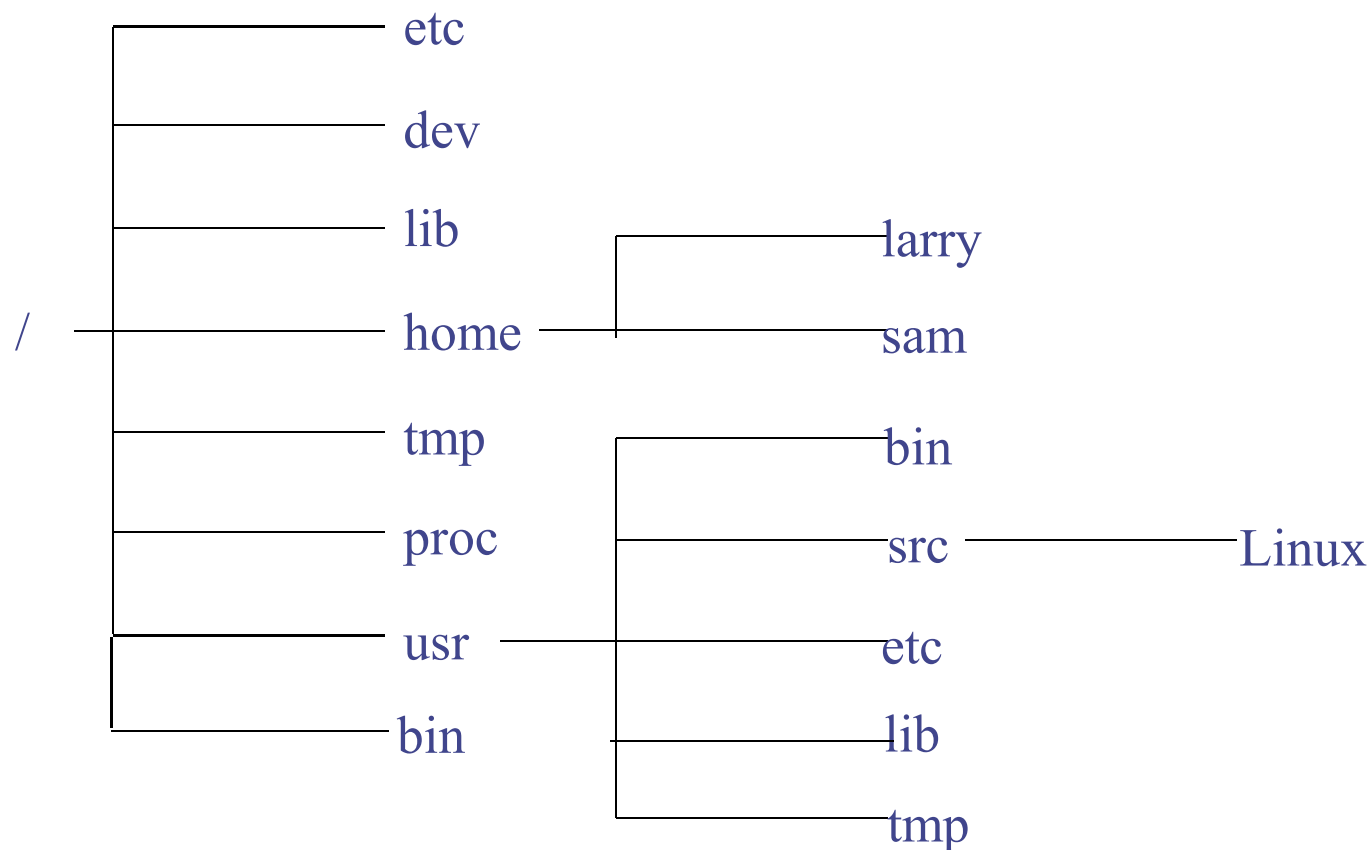 etc
dev
lib
larry
/
home
sam
tmp
bin
proc
src
Linux
usr
etc
bin
lib
tmp